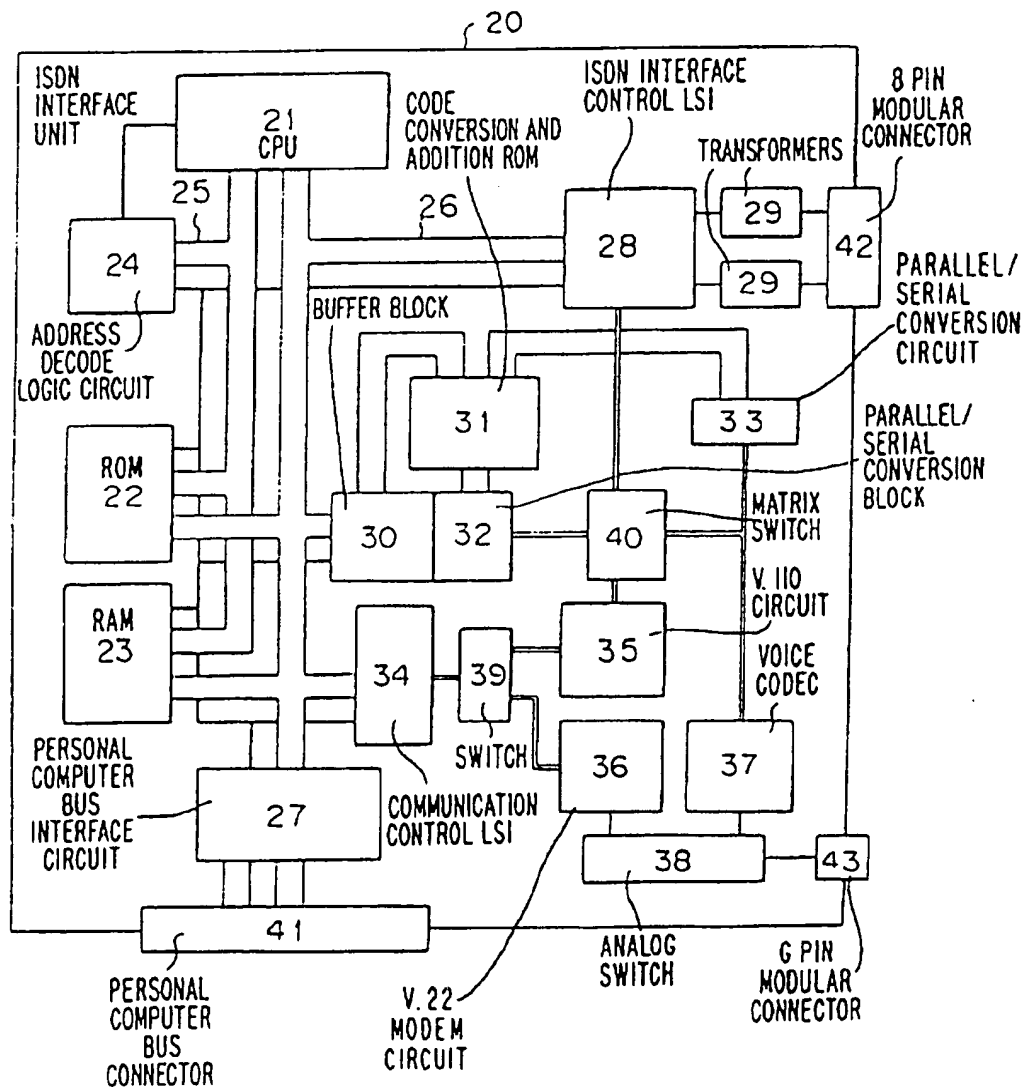 20
ISDN
INTERFACE
UNIT
21
CPU
CODE
CONVERSION AND
ADDITION ROM
ISDN INTERFACE
CONTROL LSI
8 PIN
MODULAR
CONNECTOR
TRANSFORMERS
25
26
24
28
29
29
42
ADDRESS
DECODE
LOGIC CIRCUIT
BUFFER BLOCK
PARALLEL/
SERIAL
CONVERSION
CIRCUIT
31
33
ROM
22
PARALLEL/
SERIAL
CONVERSION
BLOCK
30
32
40
MATRIX
SWITCH
RAM
23
34
39
35
V.110
CIRCUIT
VOICE
CODEC
SWITCH
36
37
PERSONAL
COMPUTER
BUS
INTERFACE
CIRCUIT
27
COMMUNICATION
CONTROL LSI
38
43
41
ANALOG
SWITCH
G PIN
MODULAR
CONNECTOR
PERSONAL
COMPUTER
BUS
CONNECTOR
V.22
MODEM
CIRCUIT